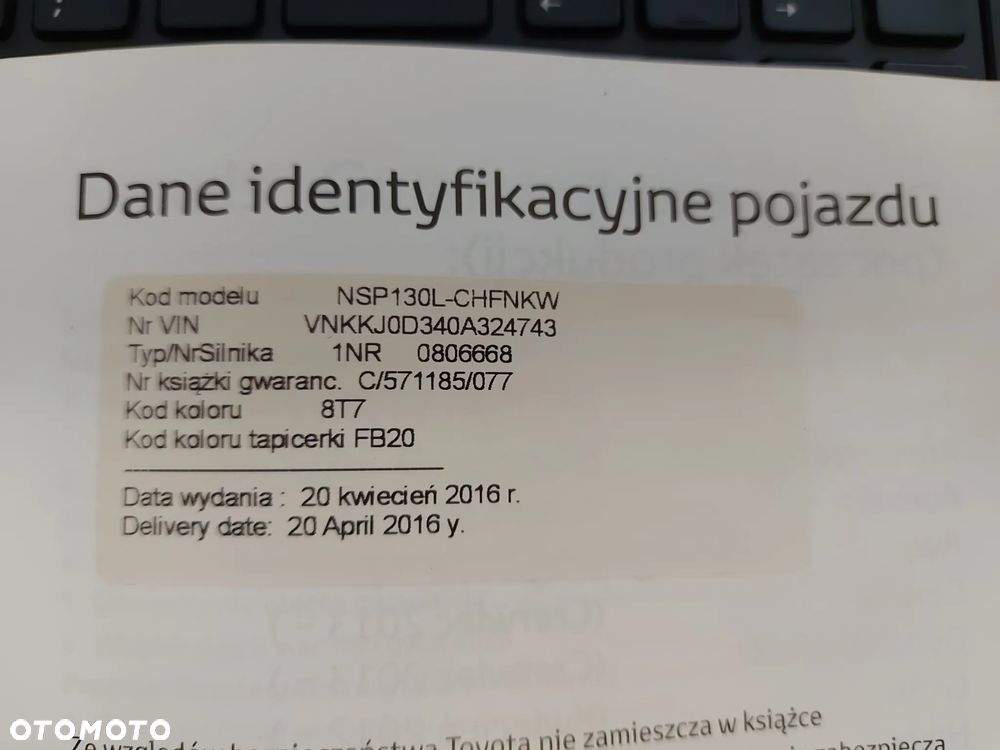 Dane identyfikacyjne pojazdu
Kod modelu NSP130L-CHFNKW
Nr VIN VNKKJ0D340A324743
Typ/NrSilnika 1NR 0806668
Nr książki gwaranc. C/571185/077
Kod koloru 8T7
Kod koloru tapicerki FB20
Data wydania : 20 kwiecień 2016 r.
Delivery date: 20 April 2016 y.
Toyota nie zamieszcza w książce
OTOMOTO